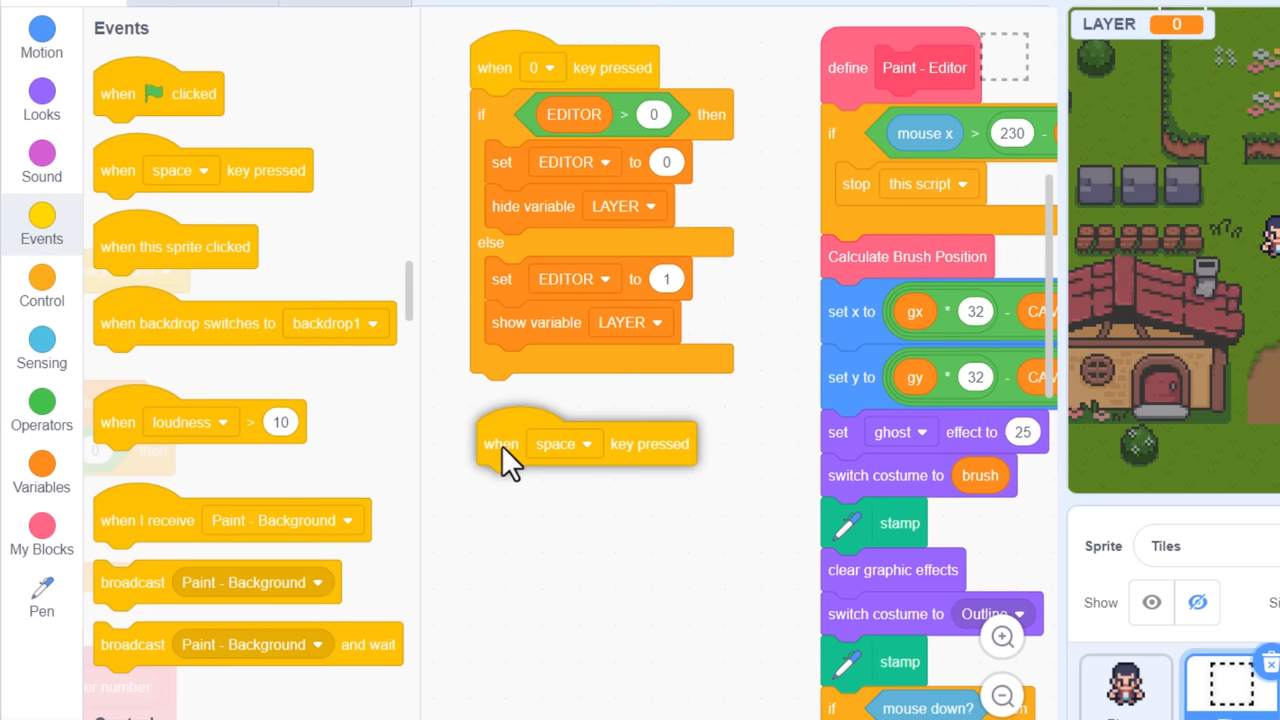 Motion
Looks
Sound
Events
Control
Sensing
Operators
Variables
My Blocks
Pen
Events
when clicked
when space key pressed
when this sprite clicked
when backdrop switches to backdrop1
when loudness > 10
then
when I receive Paint - Background
broadcast Paint - Background
broadcast Paint - Background and wait
er number
when 0 key pressed
if EDITOR > 0 then
set EDITOR to 0
hide variable LAYER
else
set EDITOR to 1
show variable LAYER
when space key pressed
define Paint - Editor
if mouse x > 230 -
stop this script
Calculate Brush Position
set x to gx * 32 - CA
set y to gy * 32 - CA
set ghost effect to 25
switch costume to brush
stamp
clear graphic effects
switch costume to Outline
stamp
if mouse down?
LAYER 0
Sprite Tiles
Show